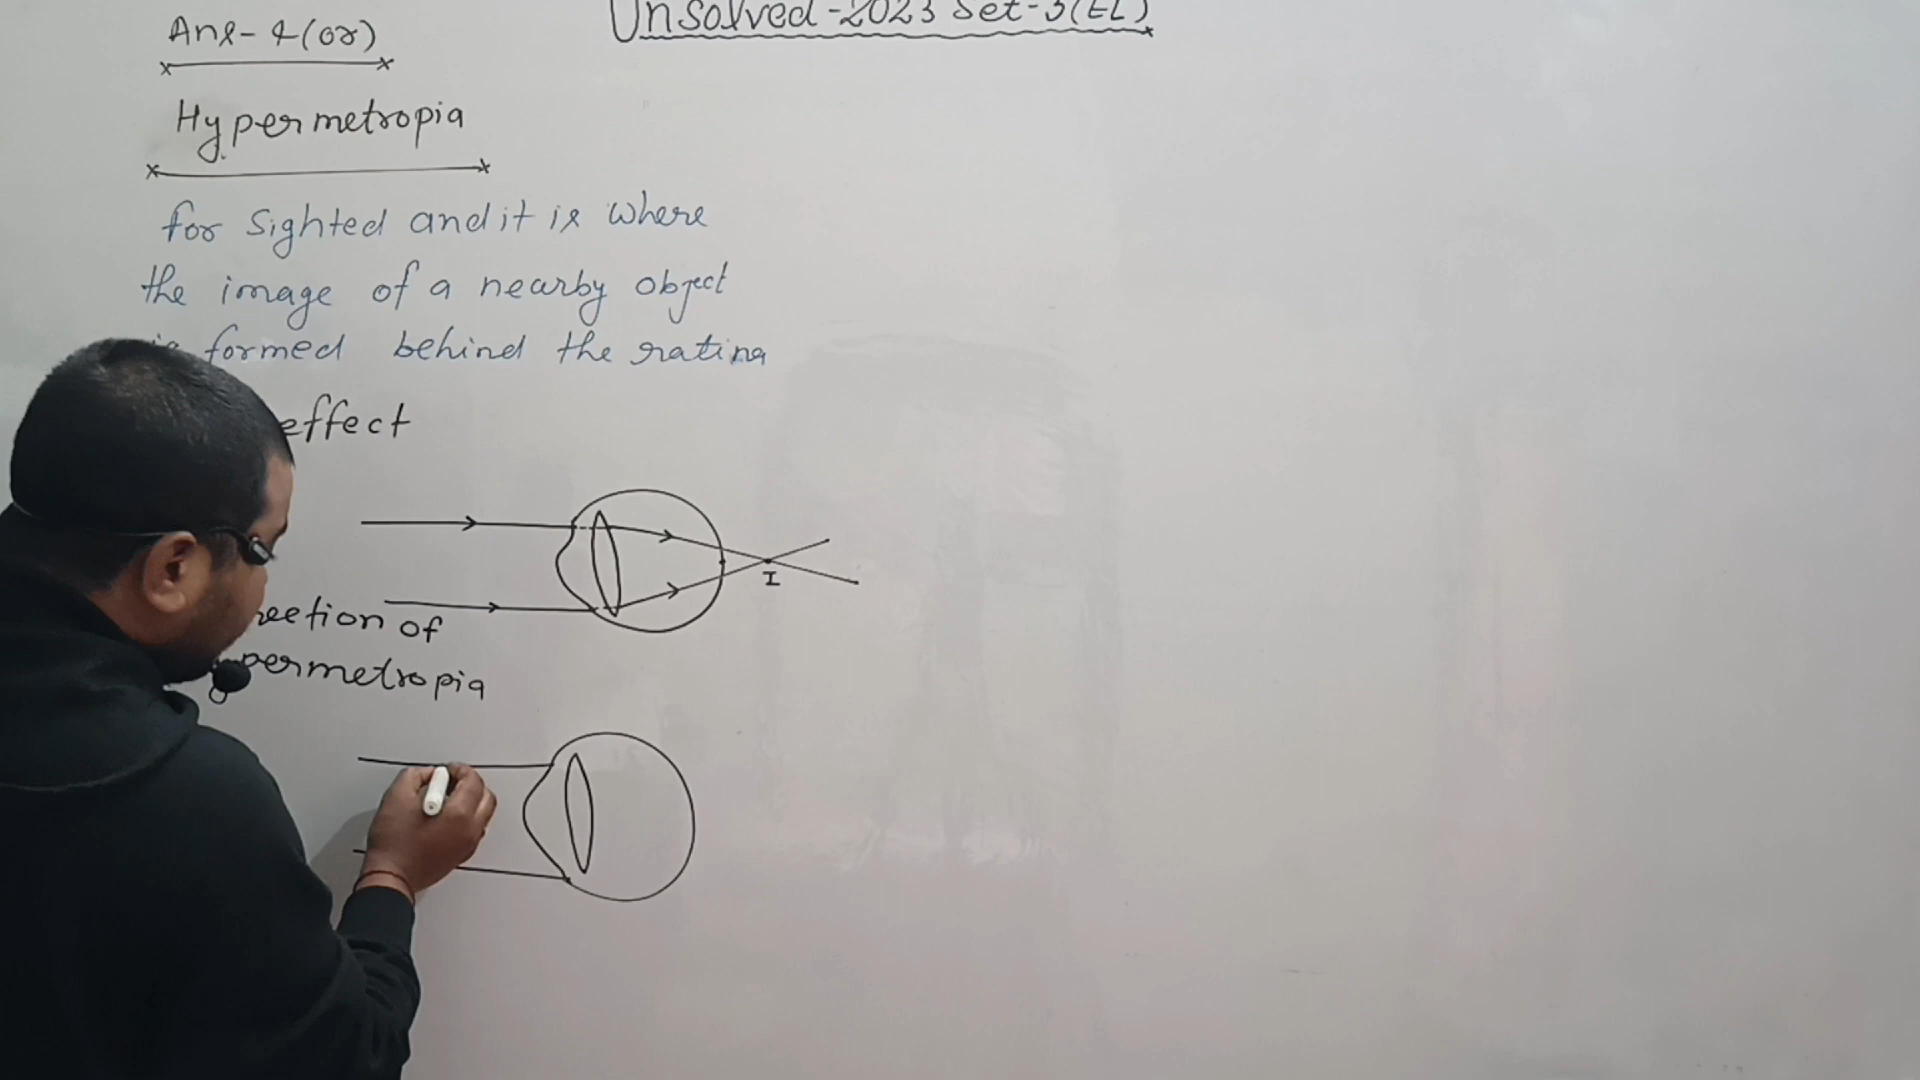 Unsolved-2023 Set-3(EL)
Ans- 4(or)
Hypermetropia
for Sighted and it is where
the image of a nearby object
is formed behind the ratina
effect
I
of
permetropia